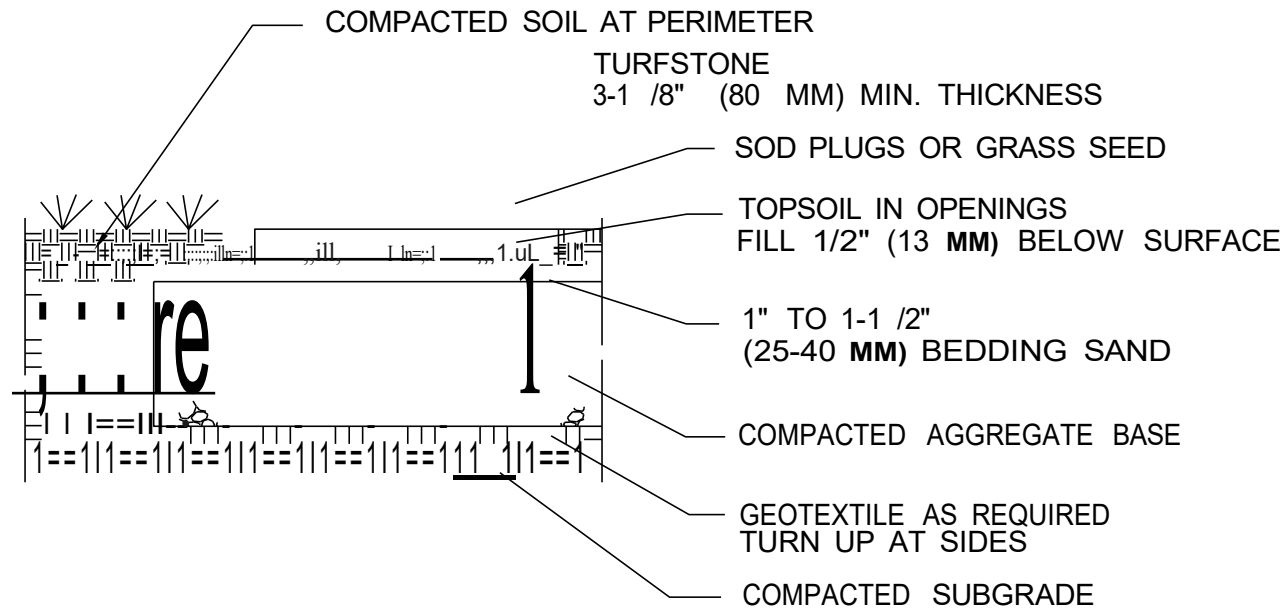 COMPACTED SOIL AT PERIMETER
TURFSTONE
3-1 /8" (80 MM) MIN. THICKNESS
SOD PLUGS OR GRASS SEED
TOPSOIL IN OPENINGS
FILL 1/2" (13 MM) BELOW SURFACE
1" TO 1-1 /2"
(25-40 MM) BEDDING SAND
COMPACTED AGGREGATE BASE
GEOTEXTILE AS REQUIRED
TURN UP AT SIDES
COMPACTED SUBGRADE